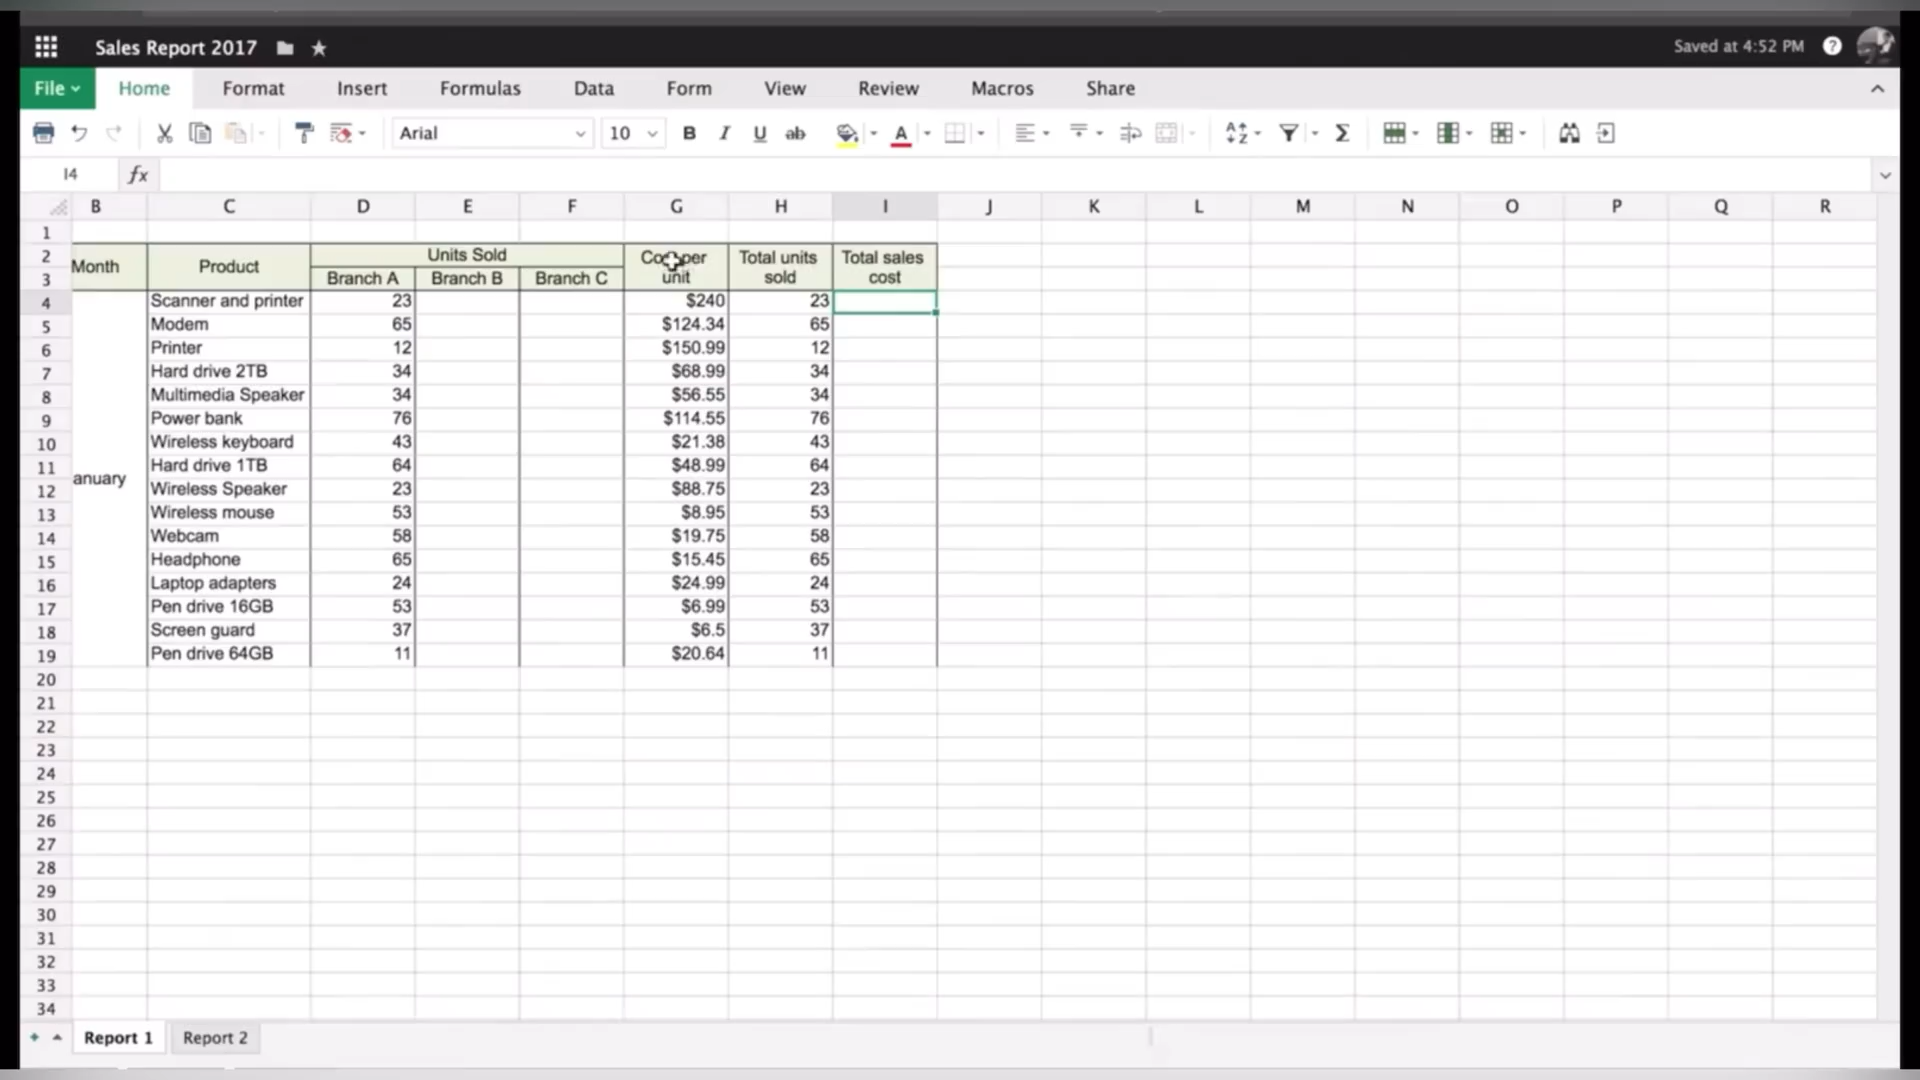 Sales Report 2017
Saved at 4:52 PM
File Home Format Insert Formulas Data Form View Review Macros Share
Arial 10 B I U ab A
I4 fx
B C D E F G H I J K L M N O P Q R
1
2 Month Product Units Sold per Total units Total sales
3 Branch A Branch B Branch C unit sold cost
4 Scanner and printer 23 $240 23
5 Modem 65 $124.34 65
6 Printer 12 $150.99 12
7 Hard drive 2TB 34 $68.99 34
8 Multimedia Speaker 34 $56.55 34
9 Power bank 76 $114.55 76
10 Wireless keyboard 43 $21.38 43
11 Hard drive 1TB 64 $48.99 64
anuary
12 Wireless Speaker 23 $88.75 23
13 Wireless mouse 53 $8.95 53
14 Webcam 58 $19.75 58
15 Headphone 65 $15.45 65
16 Laptop adapters 24 $24.99 24
17 Pen drive 16GB 53 $6.99 53
18 Screen guard 37 $6.5 37
19 Pen drive 64GB 11 $20.64 11
20
21
22
23
24
25
26
27
28
29
30
31
32
33
34
Report 1 Report 2